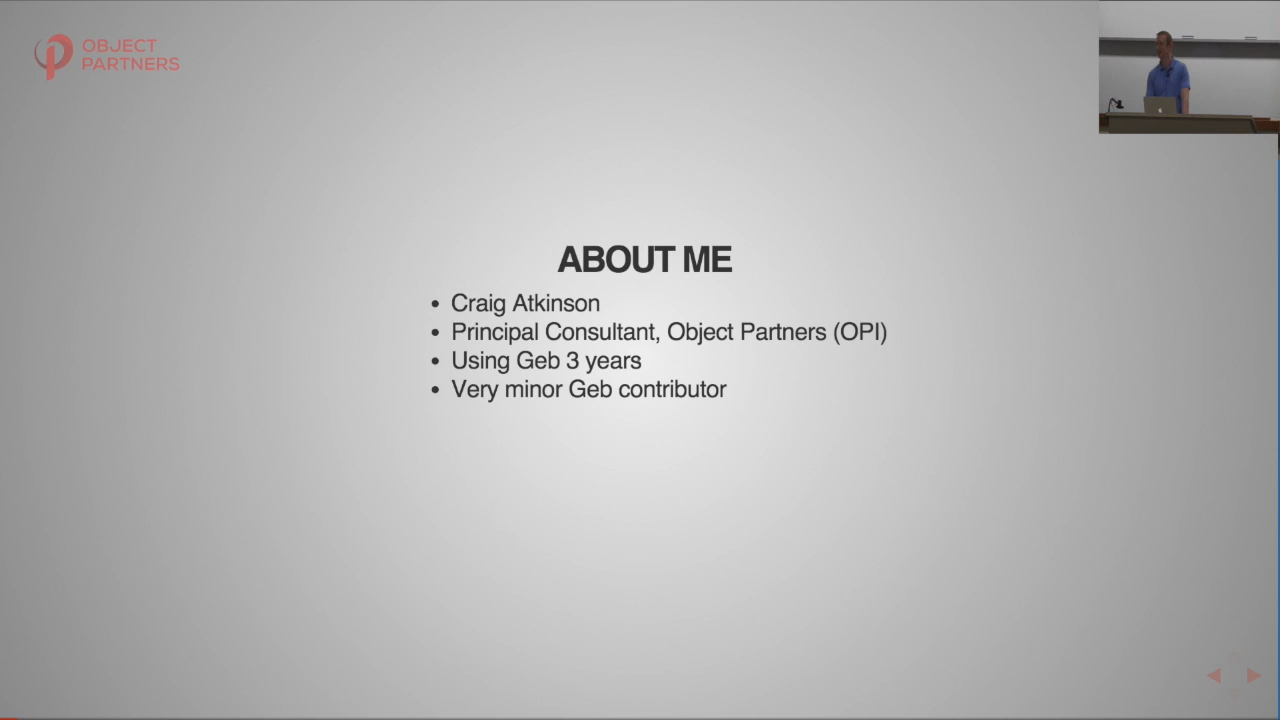 OBJECT
PARTNERS
ABOUT ME
• Craig Atkinson
• Principal Consultant, Object Partners (OPI)
• Using Geb 3 years
• Very minor Geb contributor